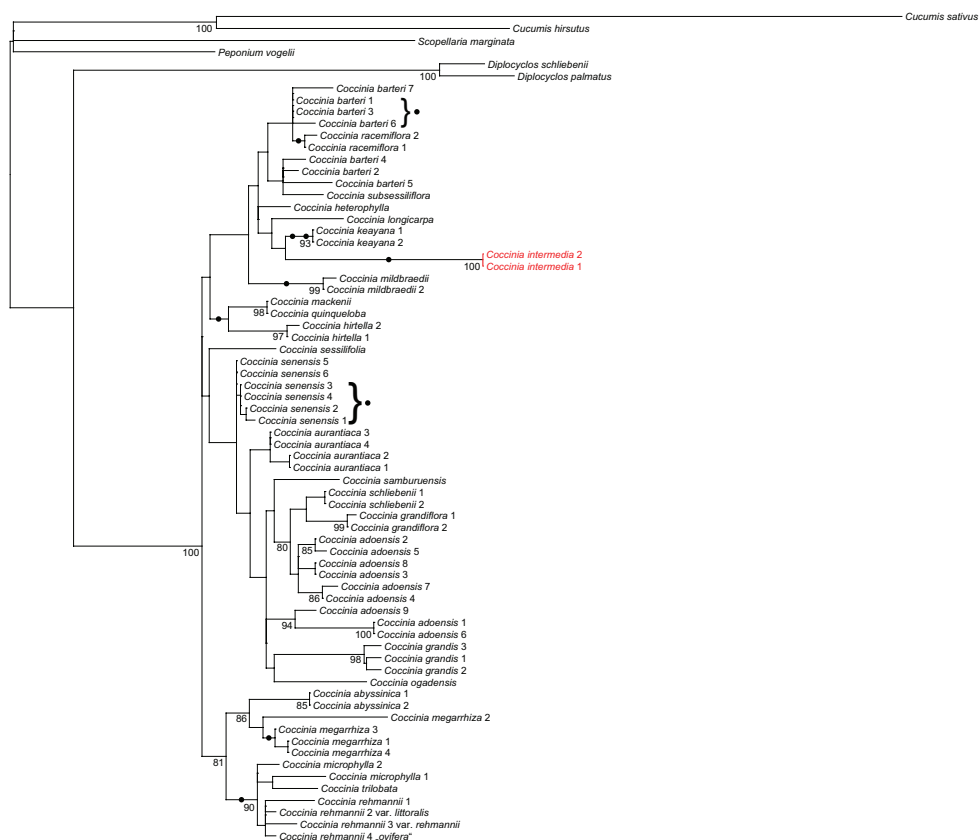 Cucumis sativus
100
Cucumis hirsutus
Scopellaria marginata
Peponium vogelii
Diplocyclos schliebenii
100
Diplocyclos palmatus
Coccinia barteri 7
Coccinia barteri 1
Coccinia barteri 3
}
Coccinia barteri 6
Coccinia racemiflora 2
Coccinia racemiflora 1
Coccinia barteri 4
Coccinia barteri 2
Coccinia barteri 5
Coccinia subsessiliflora
Coccinia heterophylla
Coccinia longicarpa
Coccinia keayana 1
93
Coccinia keayana 2
Coccinia intermedia 2
100
Coccinia intermedia 1
Coccinia mildbraedii
99
Coccinia mildbraedii 2
Coccinia mackenii
98
Coccinia quinqueloba
Coccinia hirtella 2
97
Coccinia hirtella 1
Coccinia sessilifolia
Coccinia senensis 5
Coccinia senensis 6
Coccinia senensis 3
Coccinia senensis 4
}
Coccinia senensis 2
Coccinia senensis 1
Coccinia aurantiaca 3
Coccinia aurantiaca 4
Coccinia aurantiaca 2
Coccinia aurantiaca 1
Coccinia samburuensis
Coccinia schliebenii 1
Coccinia schliebenii 2
Coccinia grandiflora 1
99
Coccinia grandiflora 2
Coccinia adoensis 2
80
85
Coccinia adoensis 5
100
Coccinia adoensis 8
Coccinia adoensis 3
Coccinia adoensis 7
86
Coccinia adoensis 4
Coccinia adoensis 9
94
Coccinia adoensis 1
100
Coccinia adoensis 6
Coccinia grandis 3
98
Coccinia grandis 1
Coccinia grandis 2
Coccinia ogadensis
Coccinia abyssinica 1
85
Coccinia abyssinica 2
86
Coccinia megarrhiza 2
Coccinia megarrhiza 3
Coccinia megarrhiza 1
Coccinia megarrhiza 4
81
Coccinia microphylla 2
Coccinia microphylla 1
Coccinia trilobata
90
Coccinia rehmannii 1
Coccinia rehmannii 2 var. littoralis
Coccinia rehmannii 3 var. rehmannii
Coccinia rehmannii 4 „ovifera“